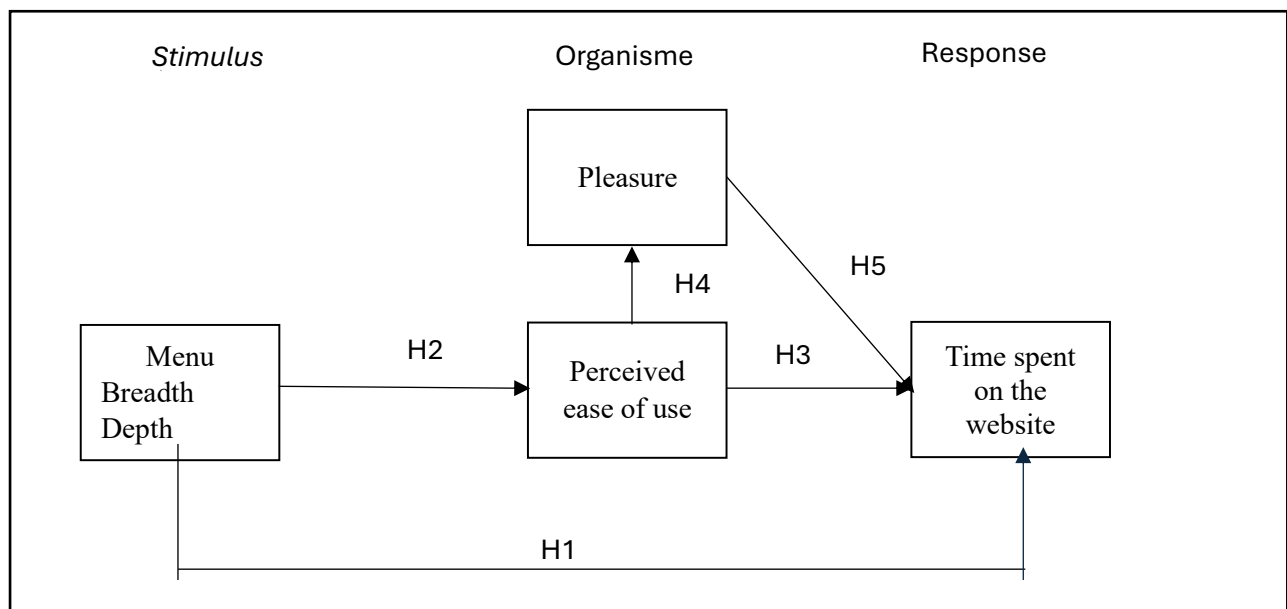 Stimulus
Organisme
Response
Pleasure
H5
H4
H2
H3
Menu
Breadth
Depth
Perceived
ease of use
Time spent
on the
website
H1